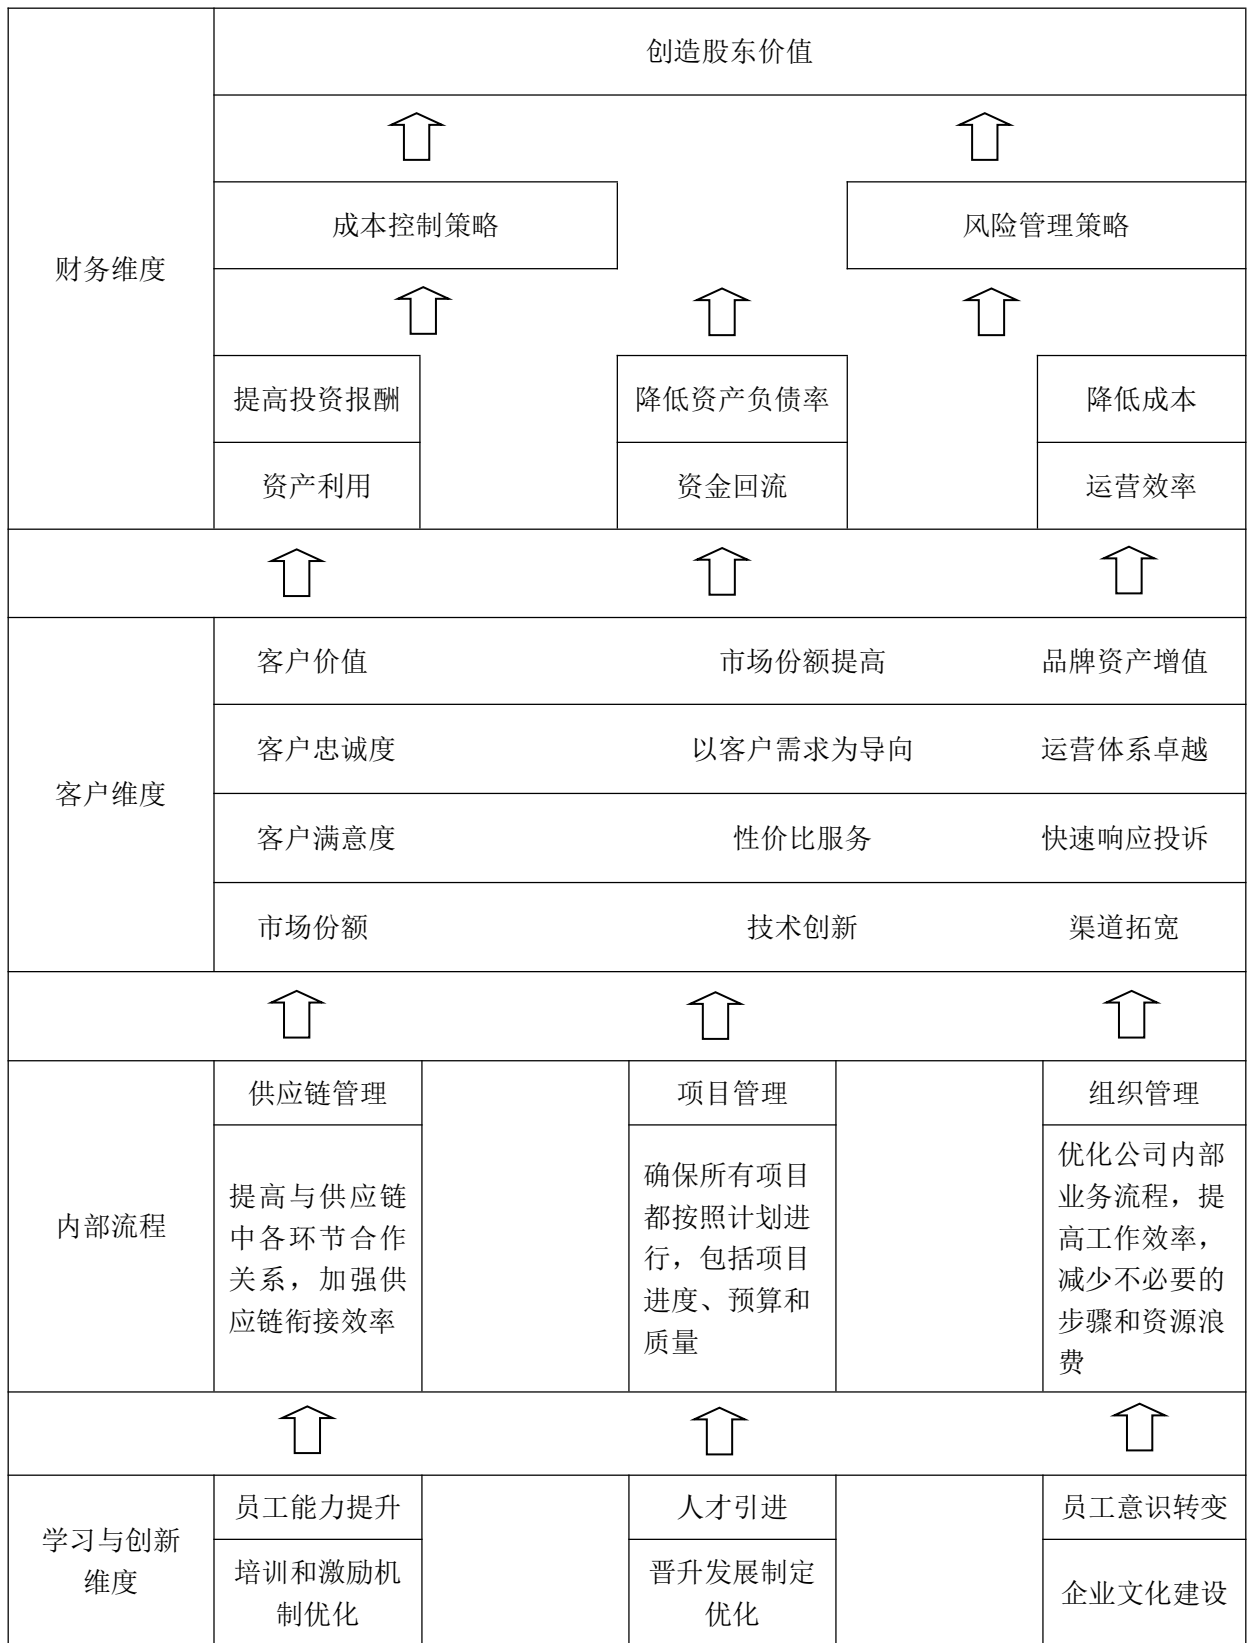 创造股东价值
财务维度
成本控制策略
风险管理策略
提高投资报酬
降低资产负债率
降低成本
资产利用
资金回流
运营效率
客户维度
客户价值
市场份额提高
品牌资产增值
客户忠诚度
以客户需求为导向
运营体系卓越
客户满意度
性价比服务
快速响应投诉
市场份额
技术创新
渠道拓宽
内部流程
供应链管理
项目管理
组织管理
提高与供应链
中各环节合作
关系，加强供
应链衔接效率
确保所有项目
都按照计划进
行，包括项目
进度、预算和
质量
优化公司内部
业务流程，提
高工作效率，
减少不必要的
步骤和资源浪
费
学习与创新
维度
员工能力提升
人才引进
员工意识转变
培训和激励机
制优化
晋升发展制定
优化
企业文化建设